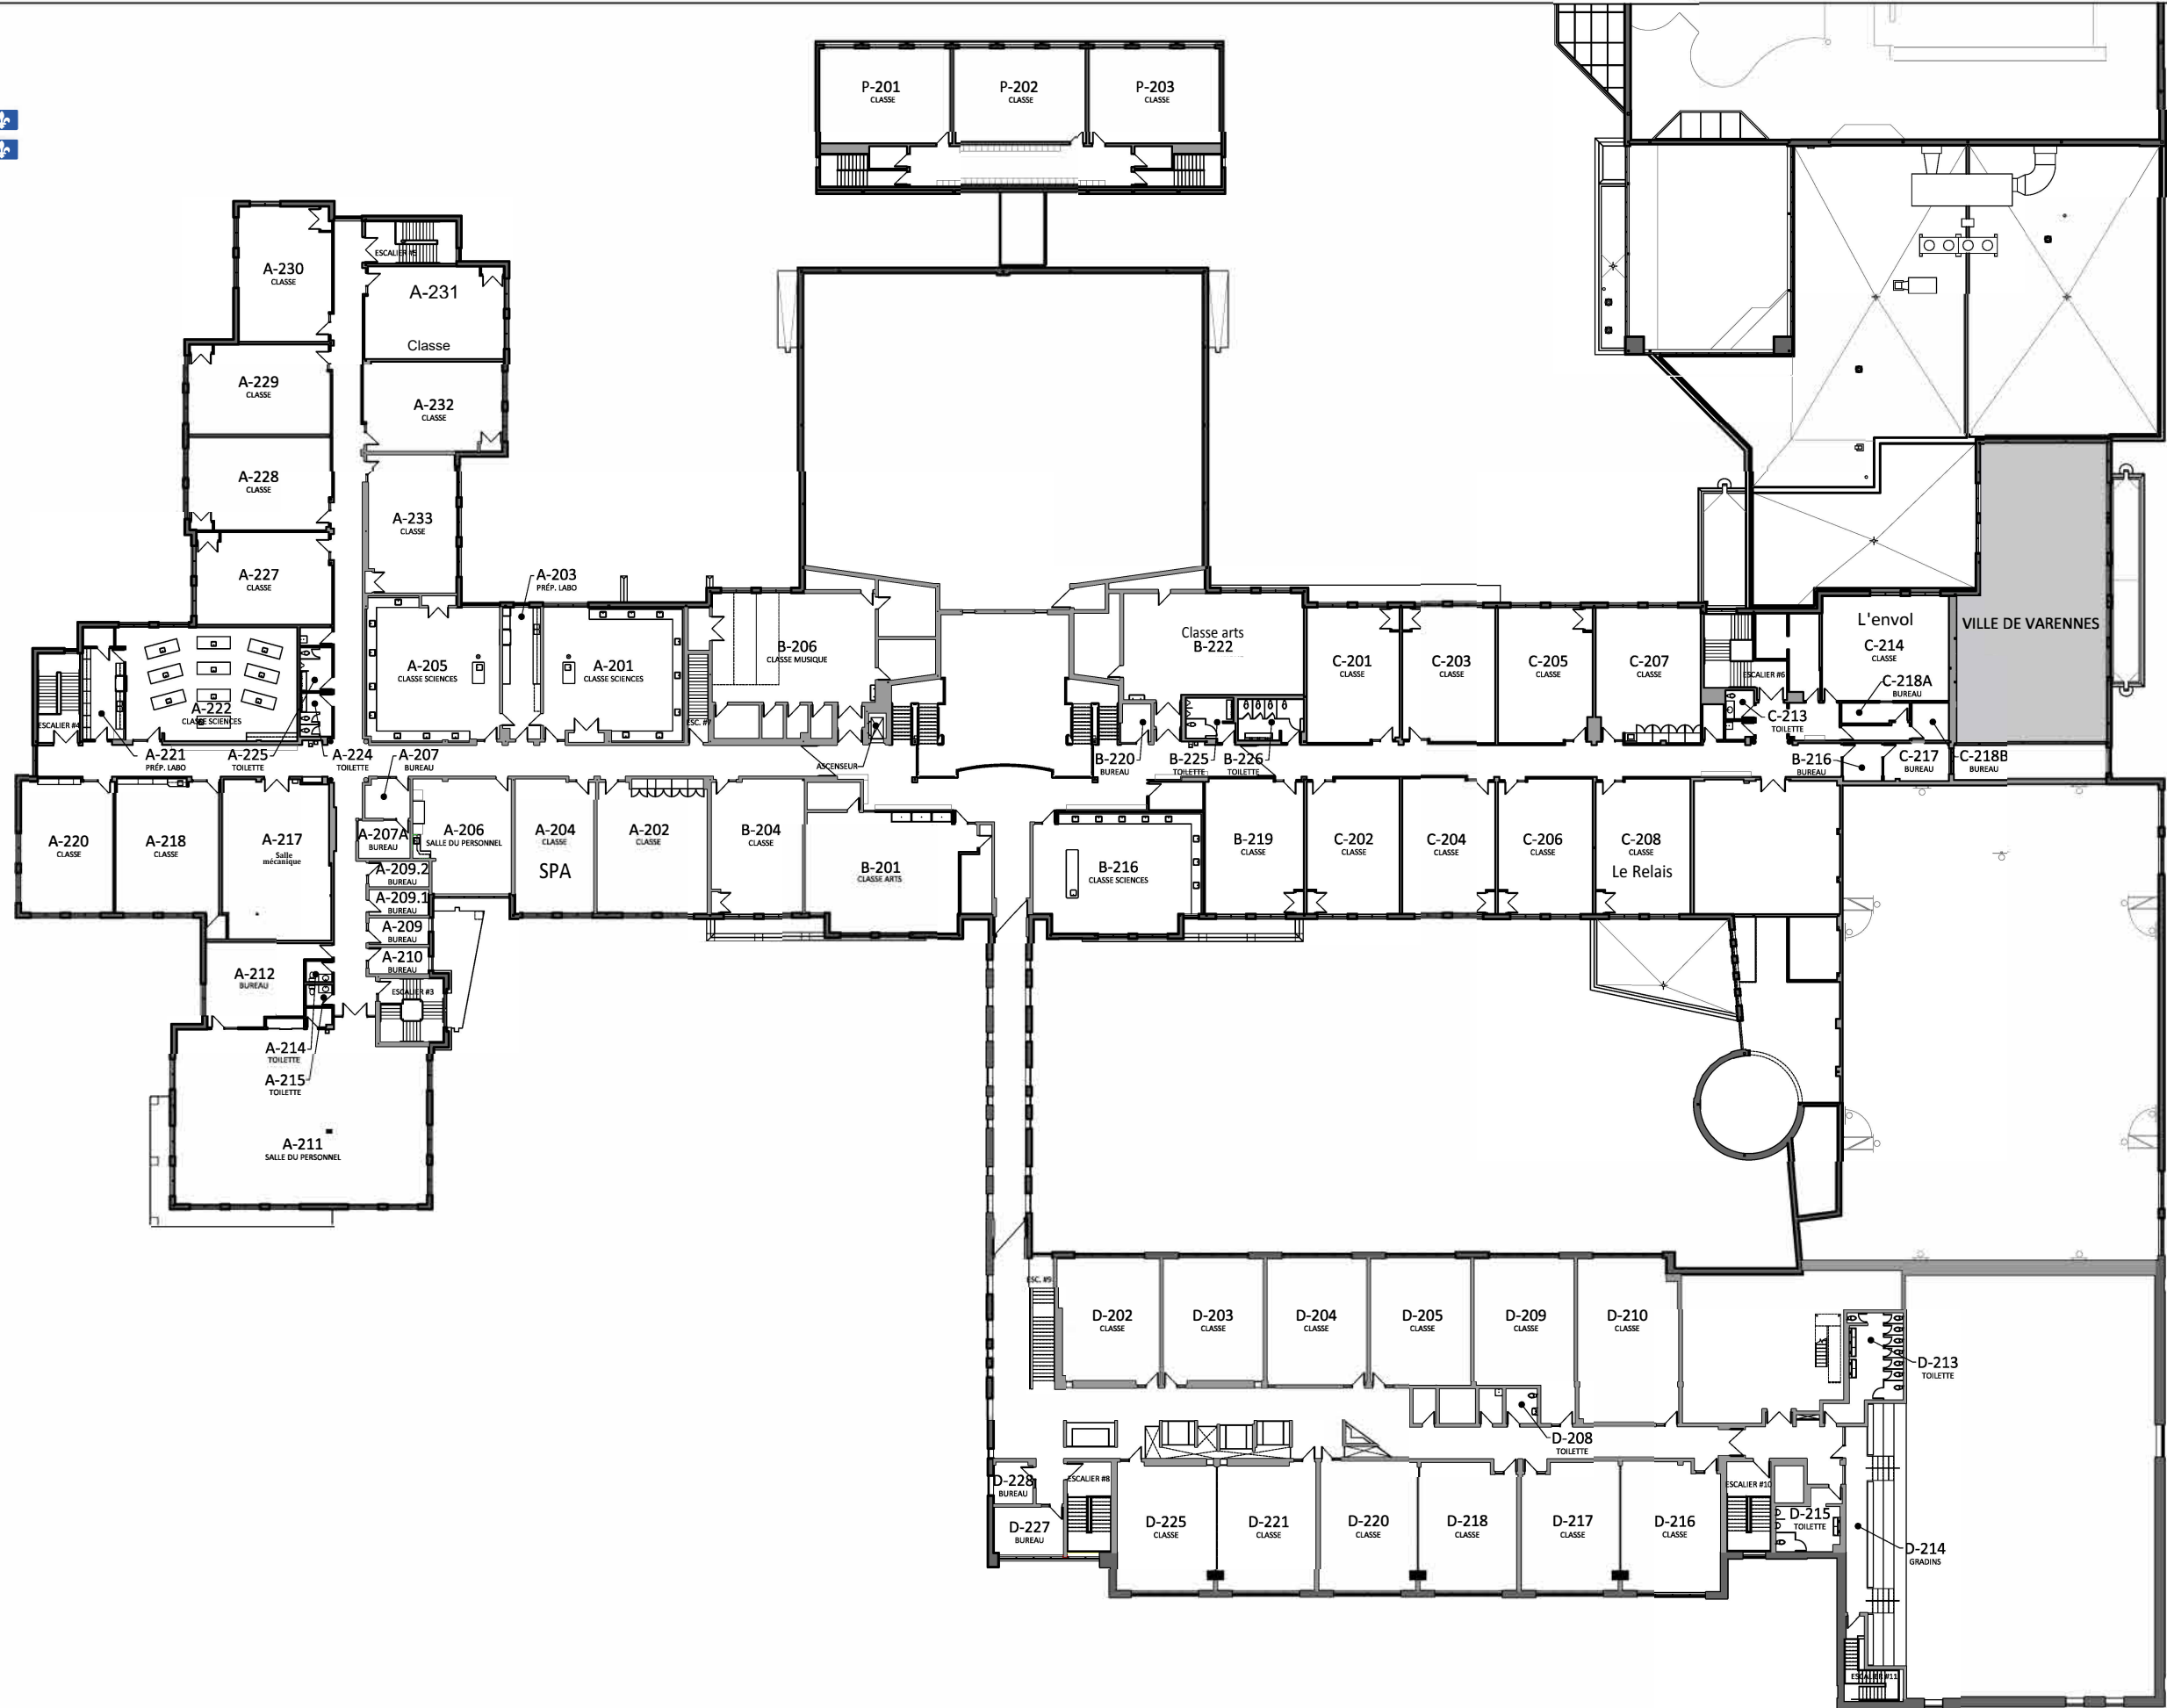 P-201
CLASSE
P-202
CLASSE
P-203
CLASSE
A-230
CLASSE
ESCALIER #5
A-231
Classe
A-229
CLASSE
A-232
CLASSE
A-228
CLASSE
A-233
CLASSE
A-227
CLASSE
A-203
PRÉP. LABO
A-205
CLASSE SCIENCES
A-201
CLASSE SCIENCES
B-206
CLASSE MUSIQUE
Classe arts
B-222
C-201
CLASSE
C-203
CLASSE
C-205
CLASSE
C-207
CLASSE
L'envol
C-214
CLASSE
VILLE DE VARENNES
ESCALIER #6
C-218A
BUREAU
C-213
TOILETTE
A-222
CLASSE SCIENCES
ESCALIER #4
ESC. #7
A-221
PRÉP. LABO
A-225
TOILETTE
A-224
TOILETTE
A-207
BUREAU
ASCENSEUR
B-220
BUREAU
B-225
TOILETTE
B-226
TOILETTE
B-216
BUREAU
C-217
BUREAU
C-218B
BUREAU
A-220
CLASSE
A-218
CLASSE
A-217
Salle
mécanique
A-207A
BUREAU
A-206
SALLE DU PERSONNEL
A-204
CLASSE
SPA
A-202
CLASSE
B-204
CLASSE
B-201
CLASSE ARTS
B-216
CLASSE SCIENCES
B-219
CLASSE
C-202
CLASSE
C-204
CLASSE
C-206
CLASSE
C-208
CLASSE
Le Relais
A-209.2
BUREAU
A-209.1
BUREAU
A-209
BUREAU
A-210
BUREAU
A-212
BUREAU
ESCALIER #3
A-214
TOILETTE
A-215
TOILETTE
A-211
SALLE DU PERSONNEL
ESC. #9
D-202
CLASSE
D-203
CLASSE
D-204
CLASSE
D-205
CLASSE
D-209
CLASSE
D-210
CLASSE
D-213
TOILETTE
D-208
TOILETTE
D-228
BUREAU
ESCALIER #8
ESCALIER #10
D-227
BUREAU
D-225
CLASSE
D-221
CLASSE
D-220
CLASSE
D-218
CLASSE
D-217
CLASSE
D-216
CLASSE
D-215
TOILETTE
D-214
GRADINS
ESCALIER #11